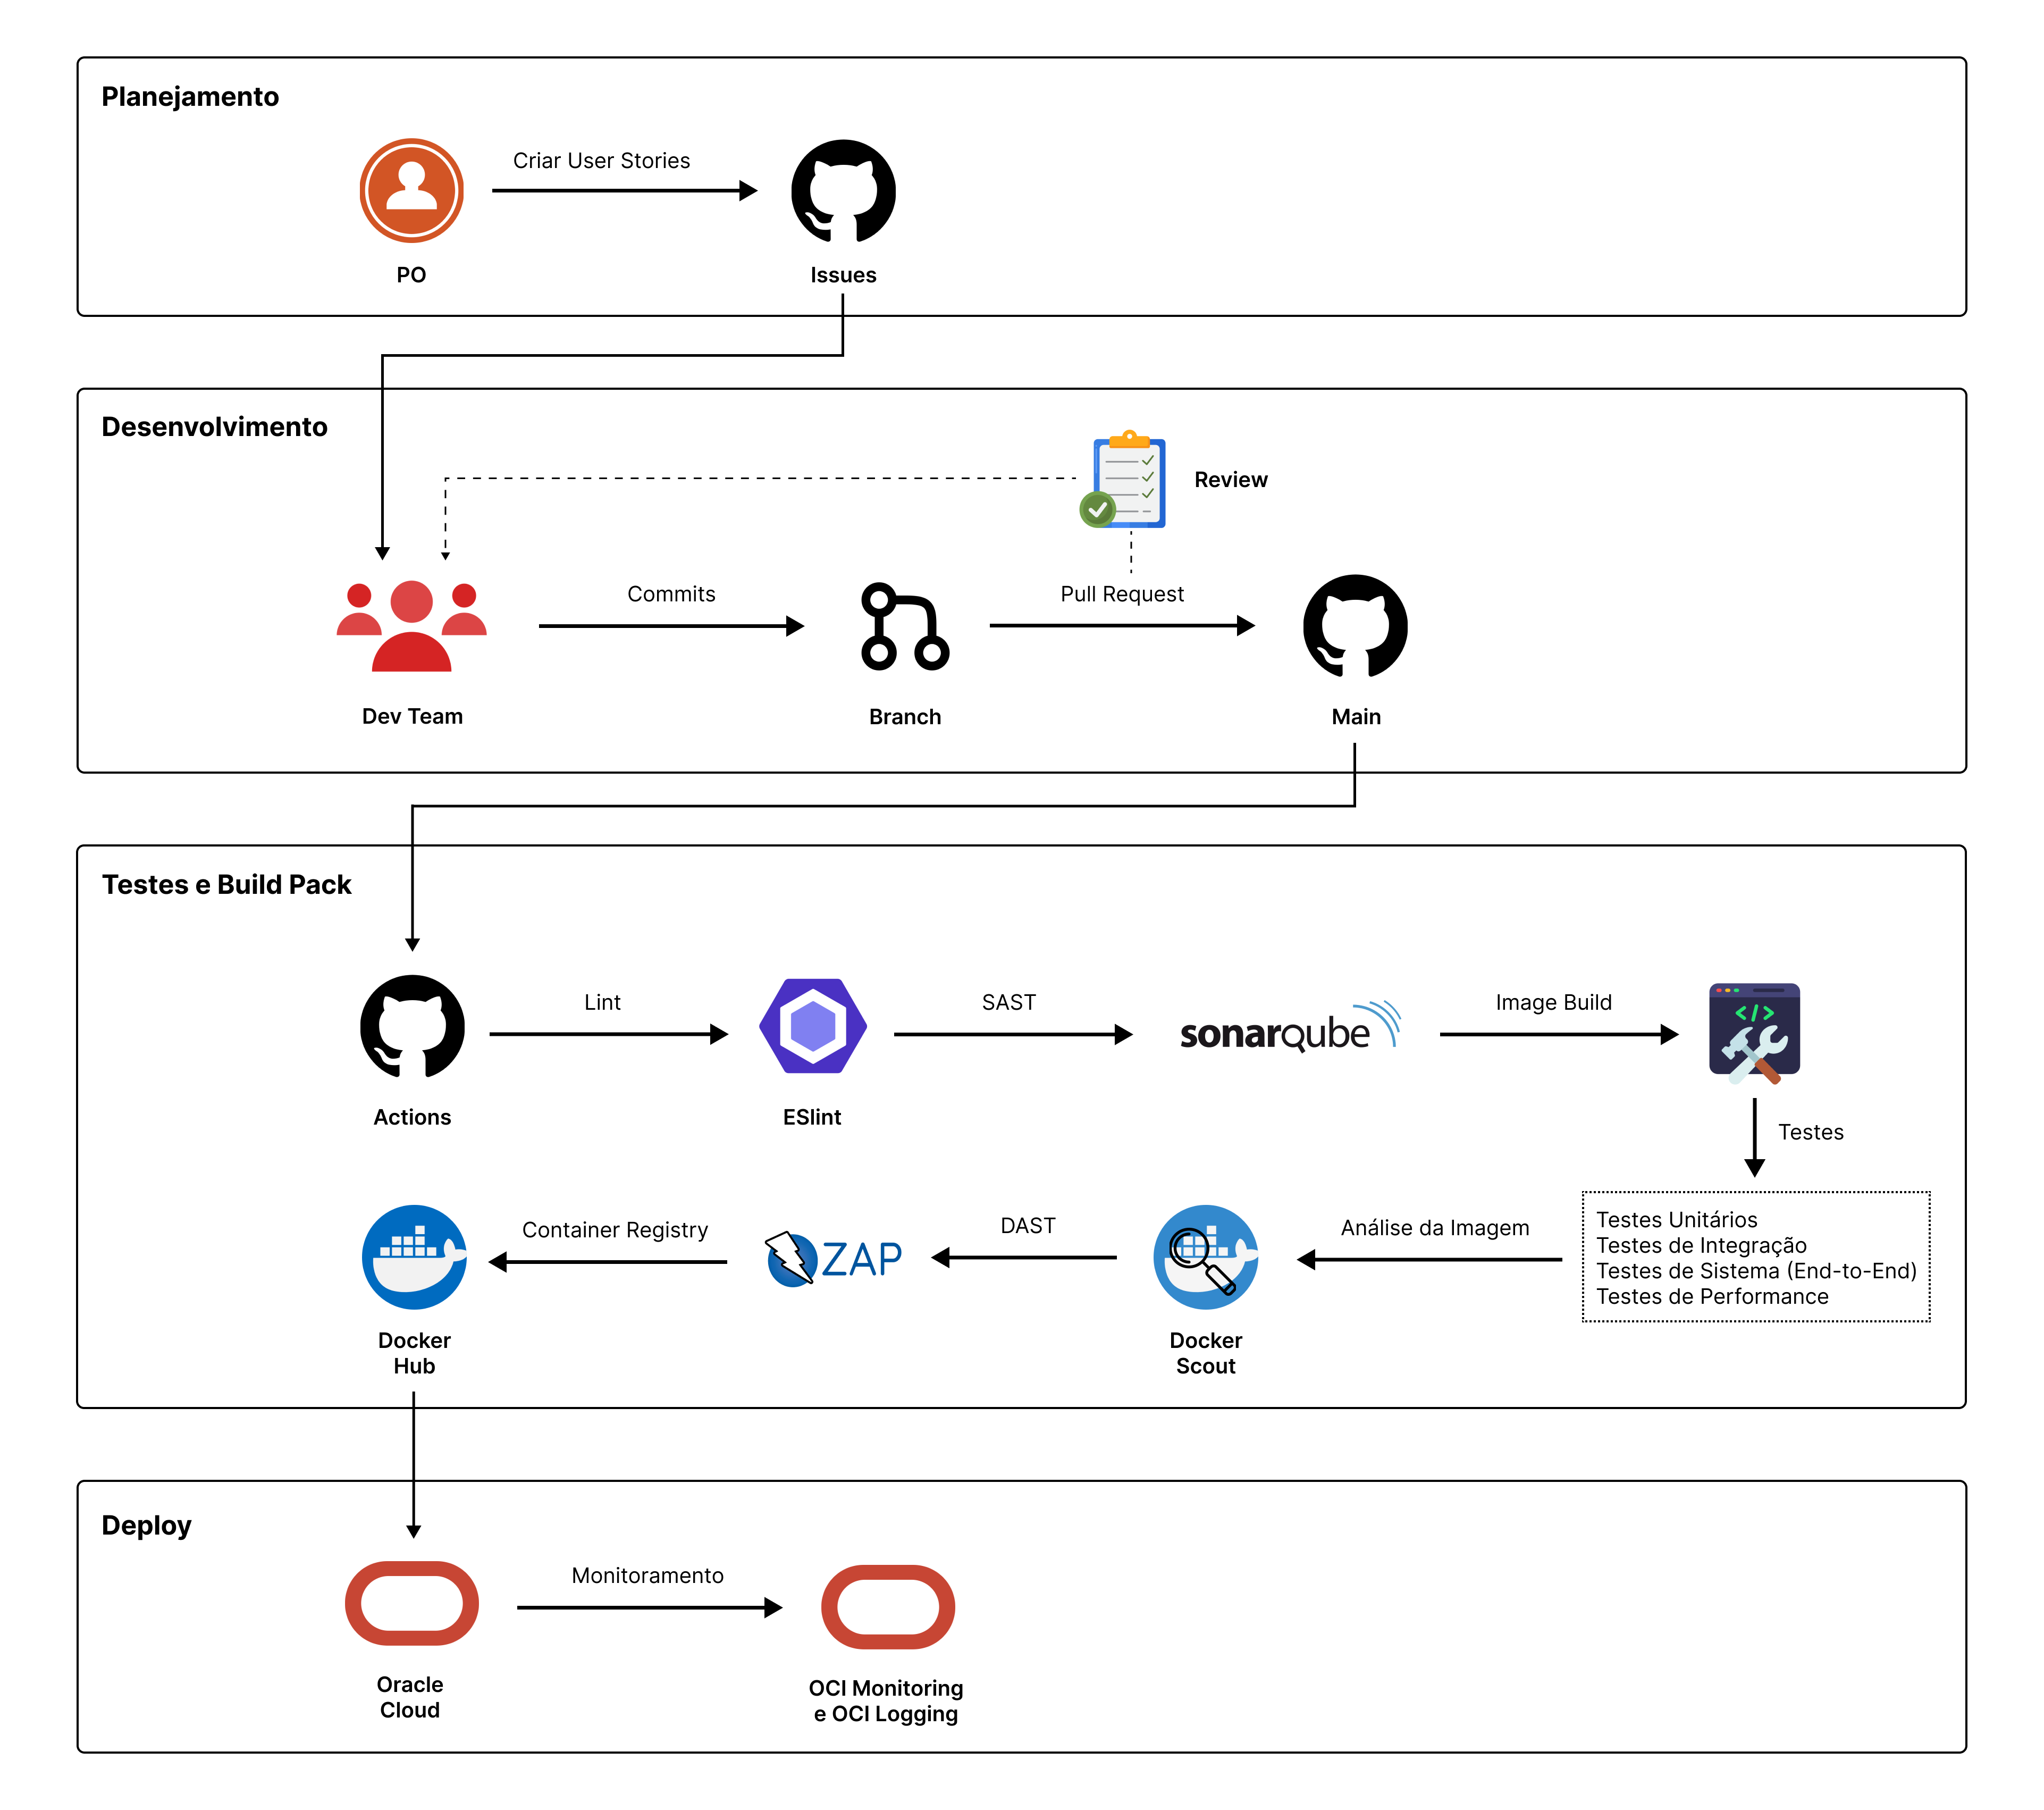 Planejamento
Criar User Stories
PO
Issues
Desenvolvimento
Review
Commits
Pull Request
Dev Team
Branch
Main
Testes e Build Pack
Lint
SAST
Image Build
sonarqube
Actions
ESlint
Testes
Testes Unitários
Testes de Integração
Testes de Sistema (End-to-End)
Testes de Performance
Análise da Imagem
DAST
ZAP
Container Registry
Docker
Scout
Docker
Hub
Deploy
Monitoramento
Oracle
Cloud
OCI Monitoring
e OCI Logging